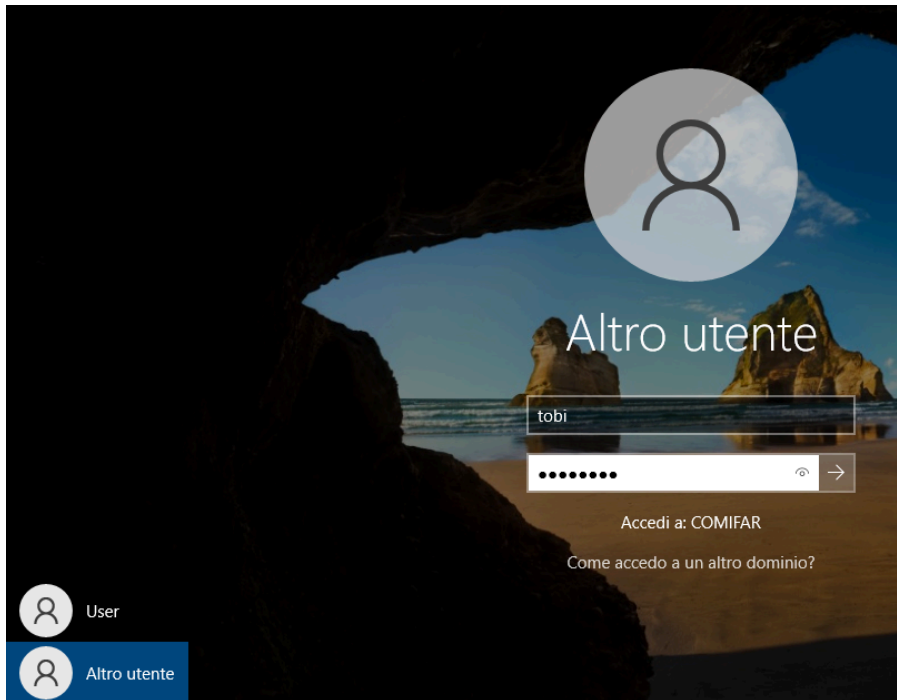 Altro utente
tobi
Accedi a: COMIFAR
Come accedo a un altro dominio?
User
Altro utente